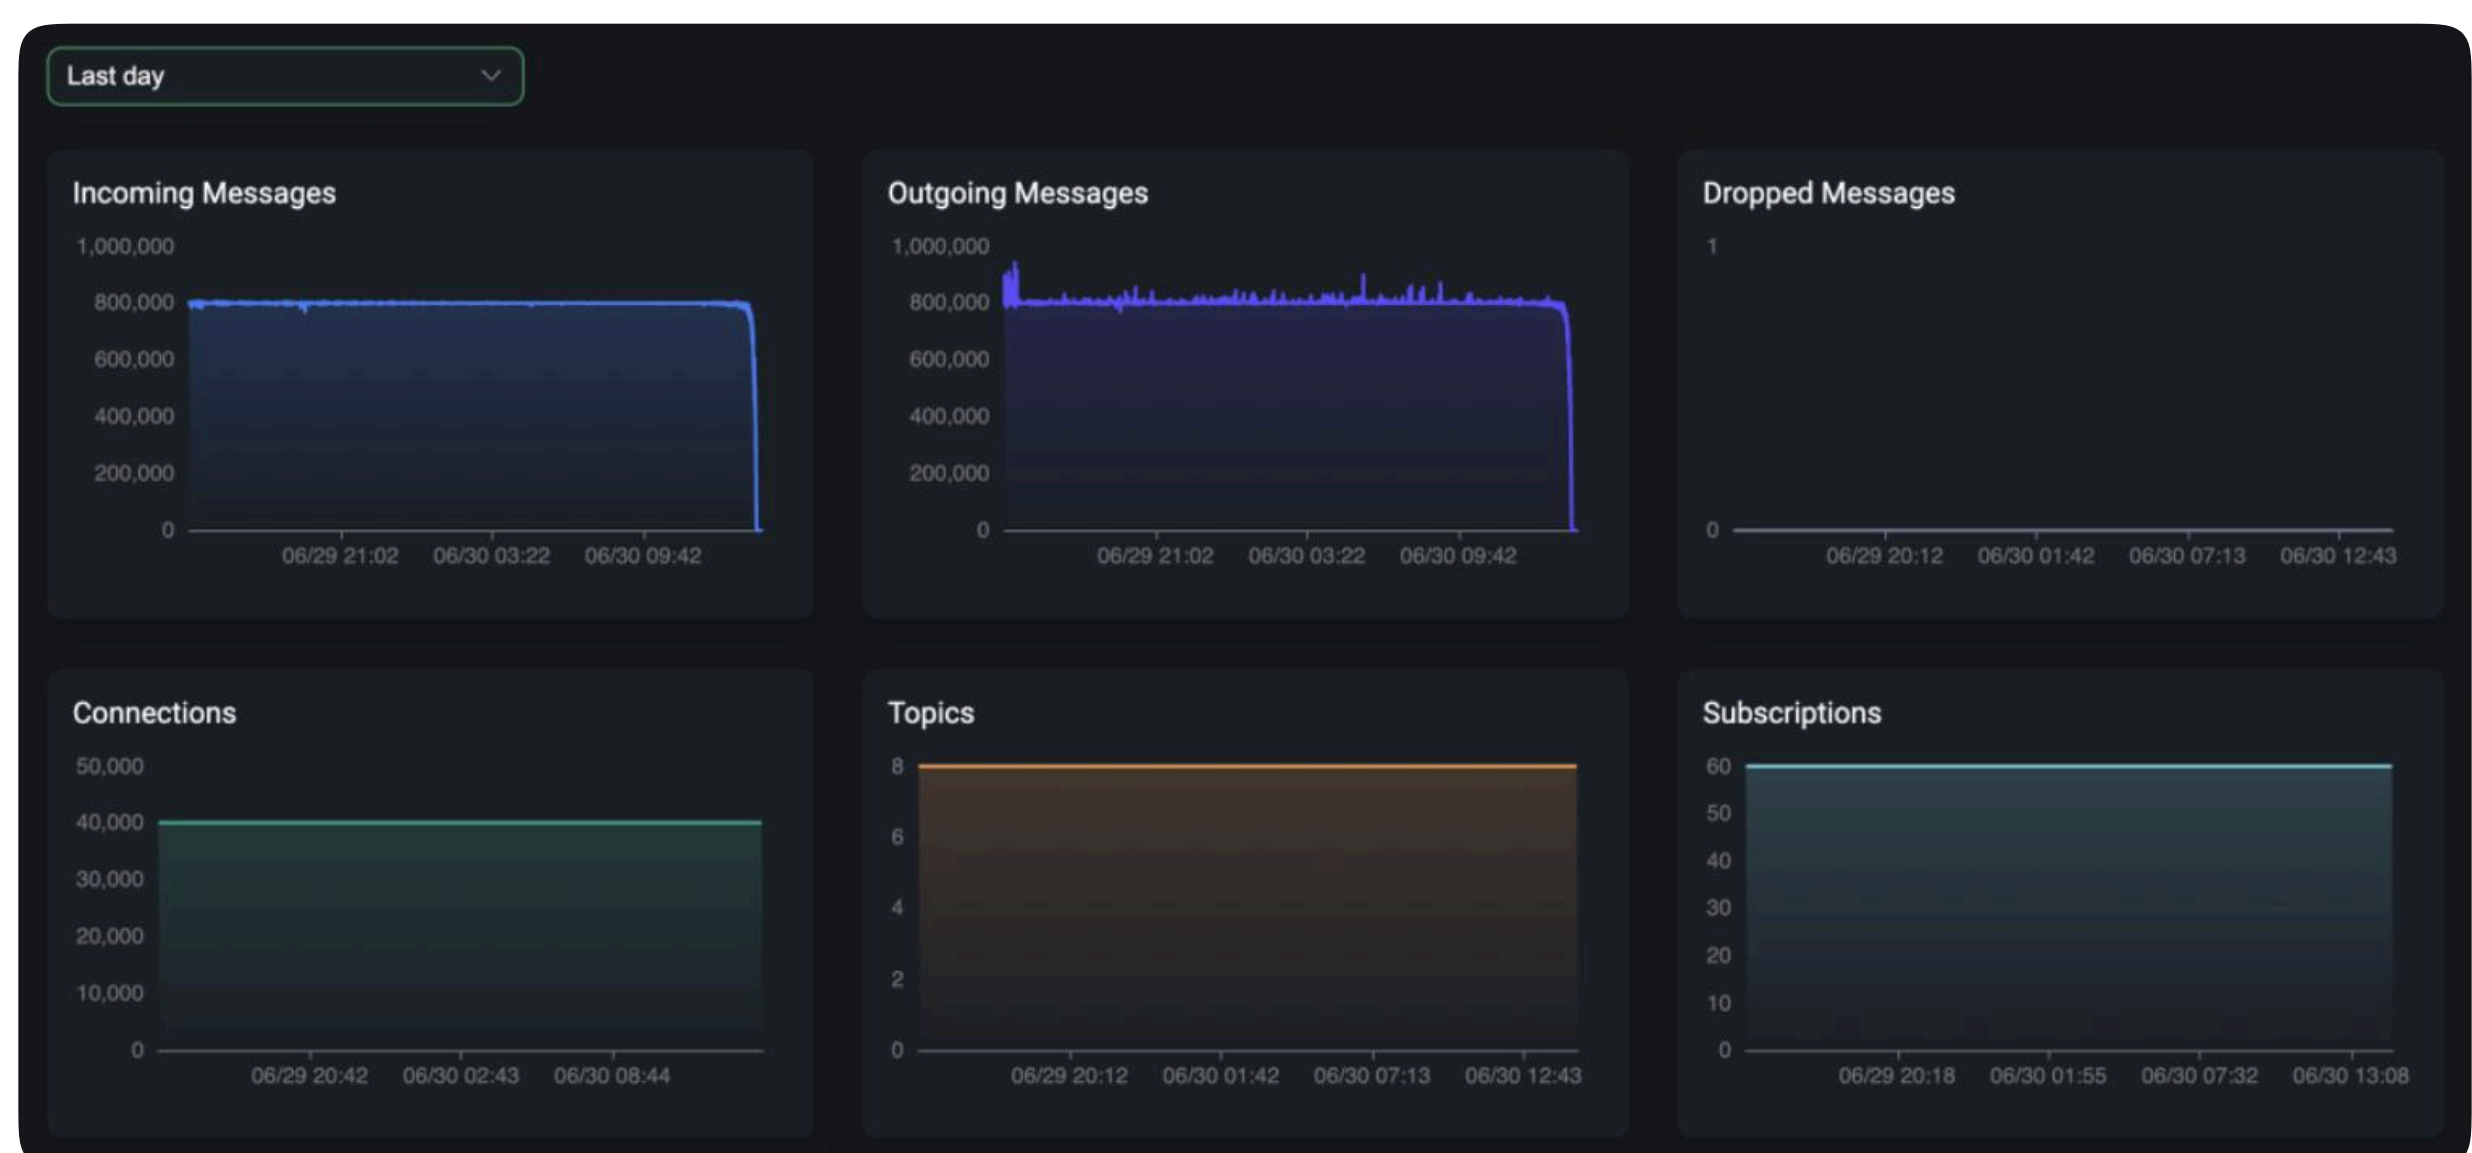 Last day
Incoming Messages
1,000,000
800,000
600,000
400,000
200,000
0
06/29 21:02 06/30 03:22 06/30 09:42
Outgoing Messages
1,000,000
800,000
600,000
400,000
200,000
0
06/29 21:02 06/30 03:22 06/30 09:42
Dropped Messages
1
0
06/29 20:12 06/30 01:42 06/30 07:13 06/30 12:43
Connections
50,000
40,000
30,000
20,000
10,000
0
06/29 20:42 06/30 02:43 06/30 08:44
Topics
8
6
4
2
0
06/29 20:12 06/30 01:42 06/30 07:13 06/30 12:43
Subscriptions
60
50
40
30
20
10
0
06/29 20:18 06/30 01:55 06/30 07:32 06/30 13:08